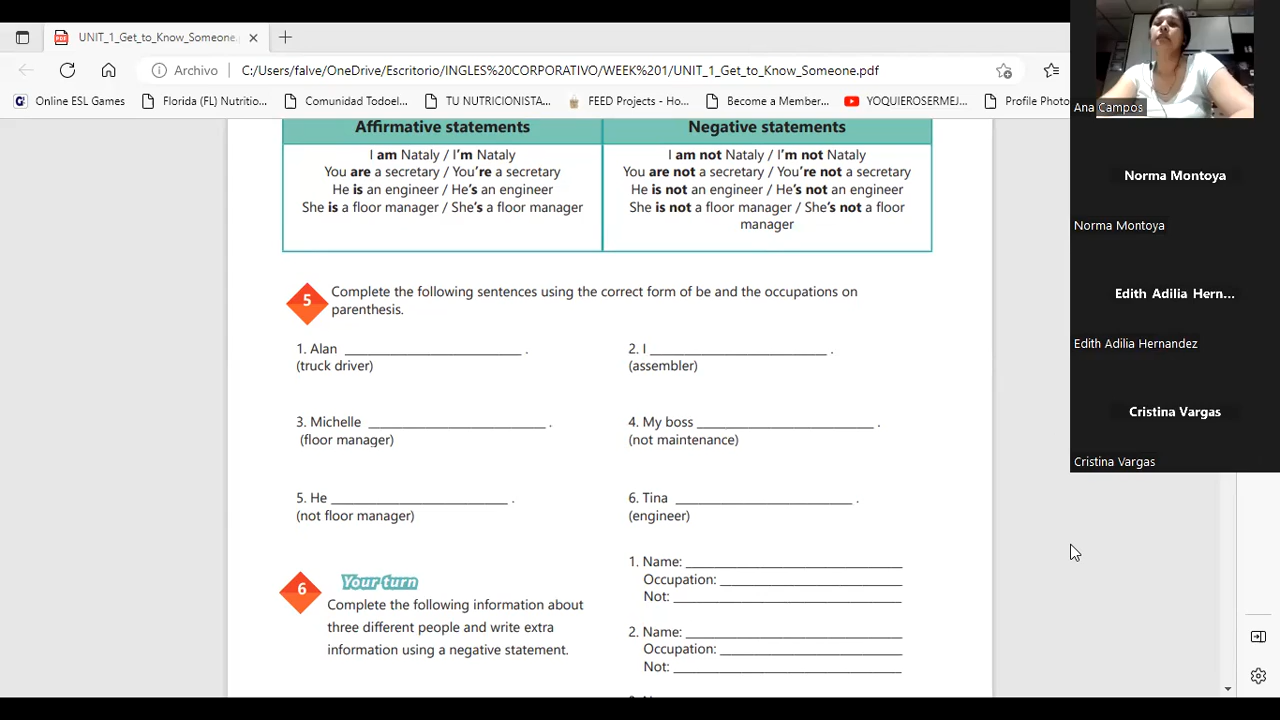 UNIT_1_Get_to_Know_Someone.
Archivo
C:/Users/falve/OneDrive/Escritorio/INGLES%20CORPORATIVO/WEEK%201/UNIT_1_Get_to_Know_Someone.pdf
Online ESL Games
Florida (FL) Nutritio...
Comunidad Todoel...
TU NUTRICIONISTA...
FEED Projects - Ho...
Become a Member...
YOQUIEROSERMEJ...
Profile Photo
Affirmative statements
I am Nataly / I'm Nataly
You are a secretary / You're a secretary
He is an engineer / He's an engineer
She is a floor manager / She's a floor manager
Negative statements
I am not Nataly / I'm not Nataly
You are not a secretary / You're not a secretary
He is not an engineer / He's not an engineer
She is not a floor manager / She's not a floor
manager
5
Complete the following sentences using the correct form of be and the occupations on
parenthesis.
1. Alan ________________________ .
(truck driver)
2. I ________________________ .
(assembler)
3. Michelle ________________________ .
(floor manager)
4. My boss ________________________ .
(not maintenance)
5. He ________________________ .
(not floor manager)
6. Tina ________________________ .
(engineer)
6
Your turn
Complete the following information about
three different people and write extra
information using a negative statement.
1. Name: ____________________________
Occupation: ________________________
Not: ______________________________
2. Name: ____________________________
Occupation: ________________________
Not: ______________________________
Ana Campos
Norma Montoya
Norma Montoya
Edith Adilia Hern...
Edith Adilia Hernandez
Cristina Vargas
Cristina Vargas